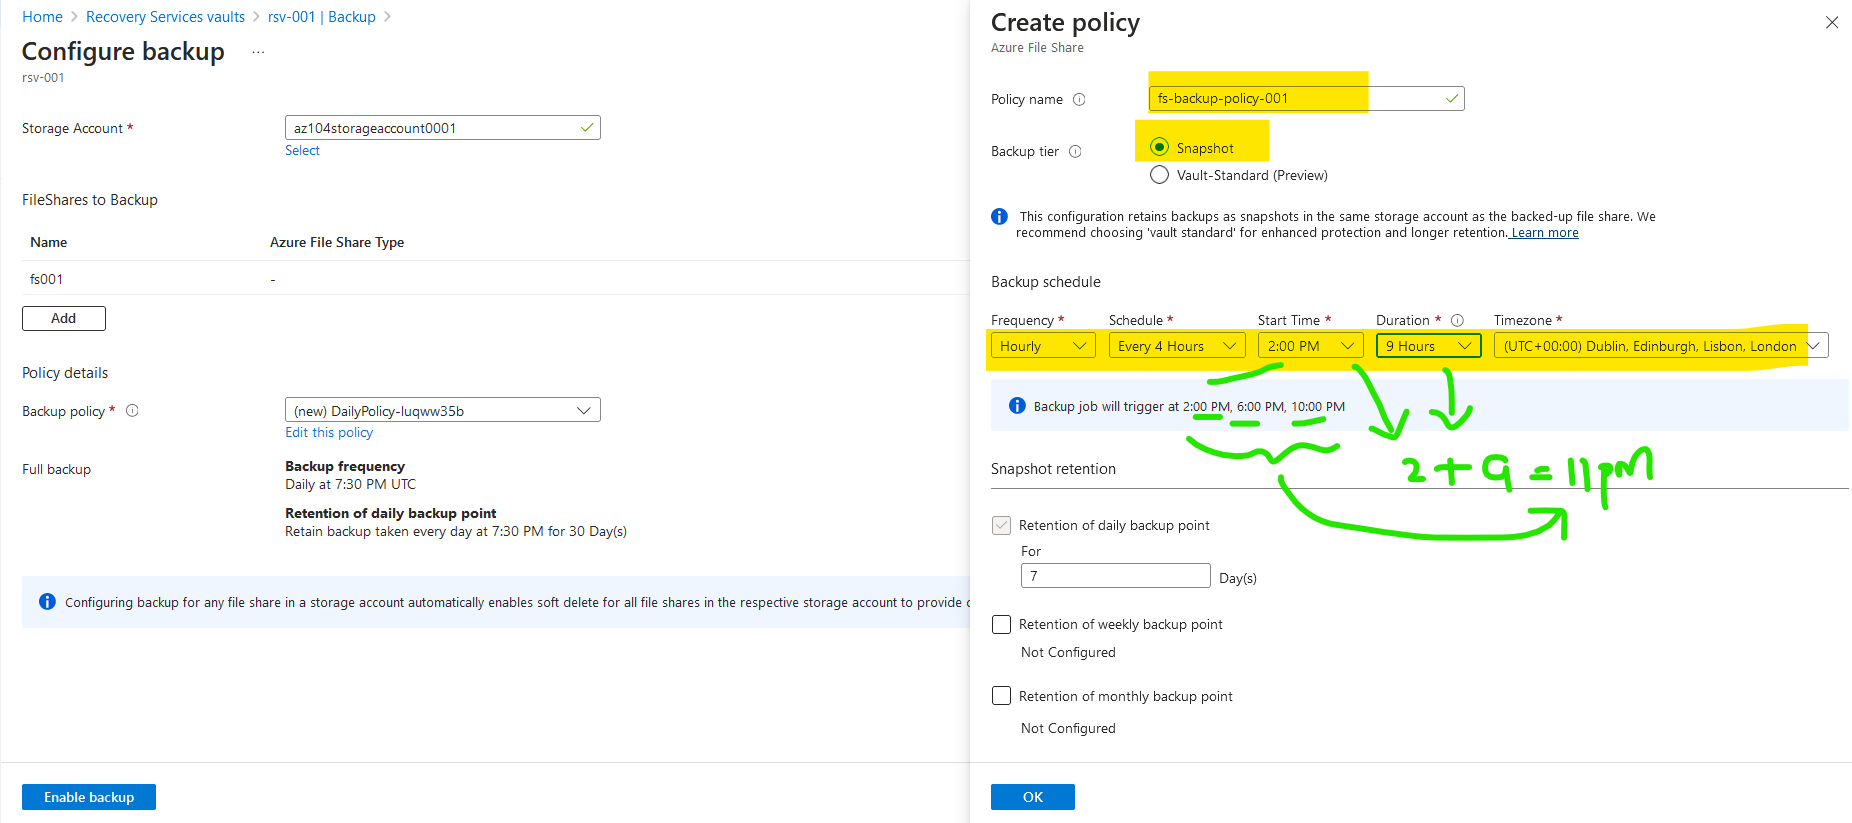 Home > Recovery Services vaults > rsv-001 | Backup >
Configure backup ...
rsv-001
Storage Account *
az104storageaccount0001
Select
FileShares to Backup
Name Azure File Share Type
fs001 -
Add
Policy details
Backup policy *
(new) DailyPolicy-luqww35b
Edit this policy
Full backup
Backup frequency
Daily at 7:30 PM UTC
Retention of daily backup point
Retain backup taken every day at 7:30 PM for 30 Day(s)
Configuring backup for any file share in a storage account automatically enables soft delete for all file shares in the respective storage account to provide
Enable backup
Create policy
Azure File Share
Policy name
fs-backup-policy-001
Backup tier
Snapshot
Vault-Standard (Preview)
This configuration retains backups as snapshots in the same storage account as the backed-up file share. We
recommend choosing 'vault standard' for enhanced protection and longer retention. Learn more
Backup schedule
Frequency * Schedule * Start Time * Duration * Timezone *
Hourly Every 4 Hours 2:00 PM 9 Hours (UTC+00:00) Dublin, Edinburgh, Lisbon, London
Backup job will trigger at 2:00 PM, 6:00 PM, 10:00 PM
2 + 9 = 11pm
Snapshot retention
Retention of daily backup point
For
7 Day(s)
Retention of weekly backup point
Not Configured
Retention of monthly backup point
Not Configured
OK